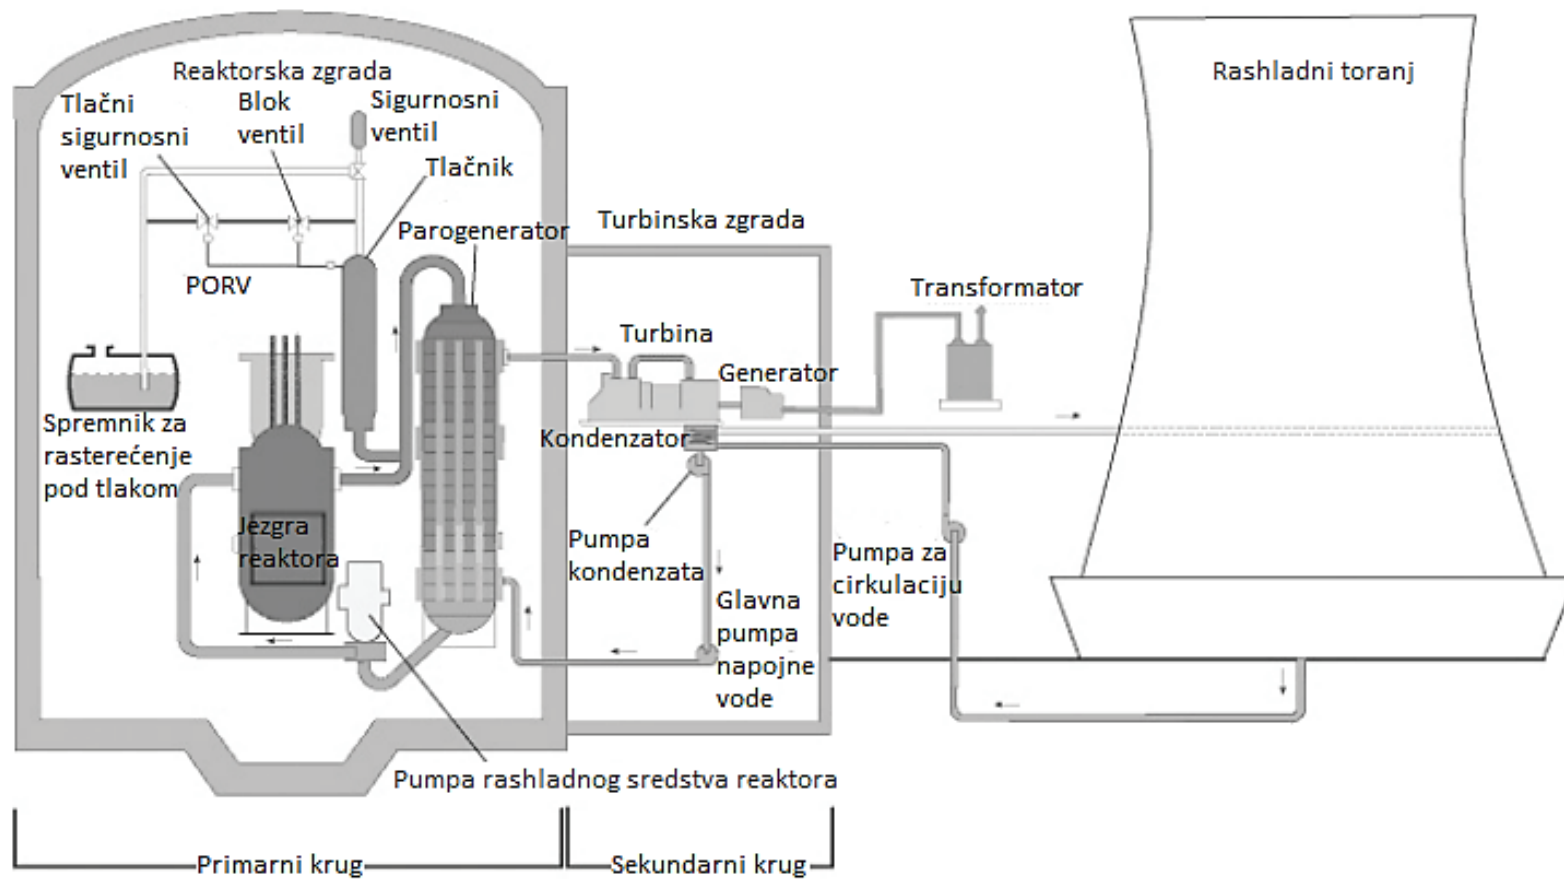 Reaktorska zgrada
Tlačni
sigurnosni
ventil
Blok
ventil
Sigurnosni
ventil
Tlačnik
Parogenerator
PORV
Spremnik za
rasterećenje
pod tlakom
Jezgra
reaktora
Pumpa rashladnog sredstva reaktora
Turbinska zgrada
Turbina
Generator
Kondenzator
Pumpa
kondenzata
Glavna
pumpa
napojne
vode
Transformator
Pumpa za
cirkulaciju
vode
Rashladni toranj
Primarni krug
Sekundarni krug